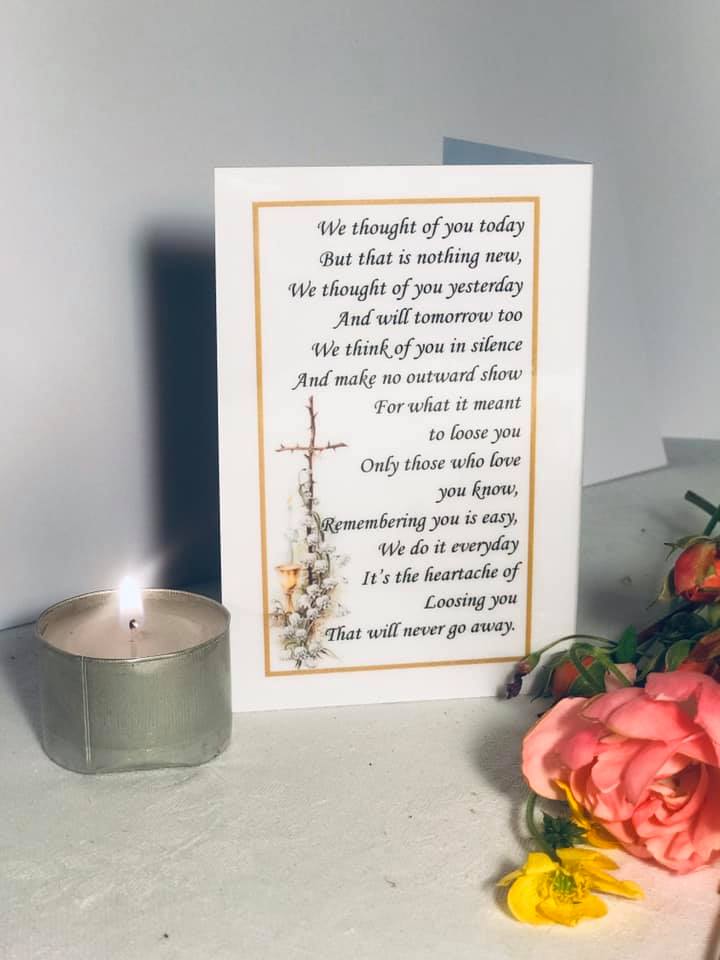 We thought of you today
But that is nothing new,
We thought of you yesterday
And will tomorrow too
We think of you in silence
And make no outward show
For what it meant
to loose you
Only those who love
you know,
Remembering you is easy,
We do it everyday
It's the heartache of
Loosing you
That will never go away.